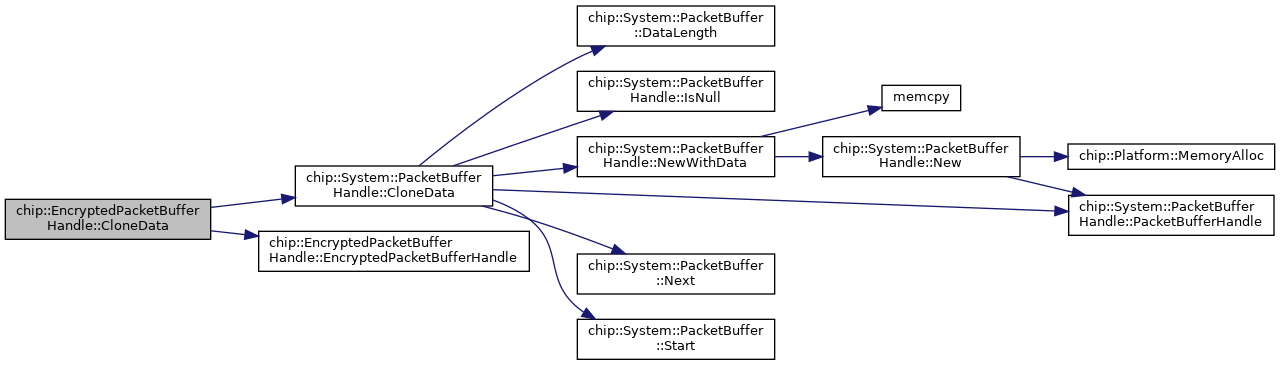 chip::EncryptedPacketBuffer
Handle::CloneData
chip::System::PacketBuffer
Handle::CloneData
chip::EncryptedPacketBuffer
Handle::EncryptedPacketBufferHandle
chip::System::PacketBuffer
::DataLength
chip::System::PacketBuffer
Handle::IsNull
chip::System::PacketBuffer
Handle::NewWithData
chip::System::PacketBuffer
::Next
chip::System::PacketBuffer
::Start
memcpy
chip::System::PacketBuffer
Handle::New
chip::Platform::MemoryAlloc
chip::System::PacketBuffer
Handle::PacketBufferHandle